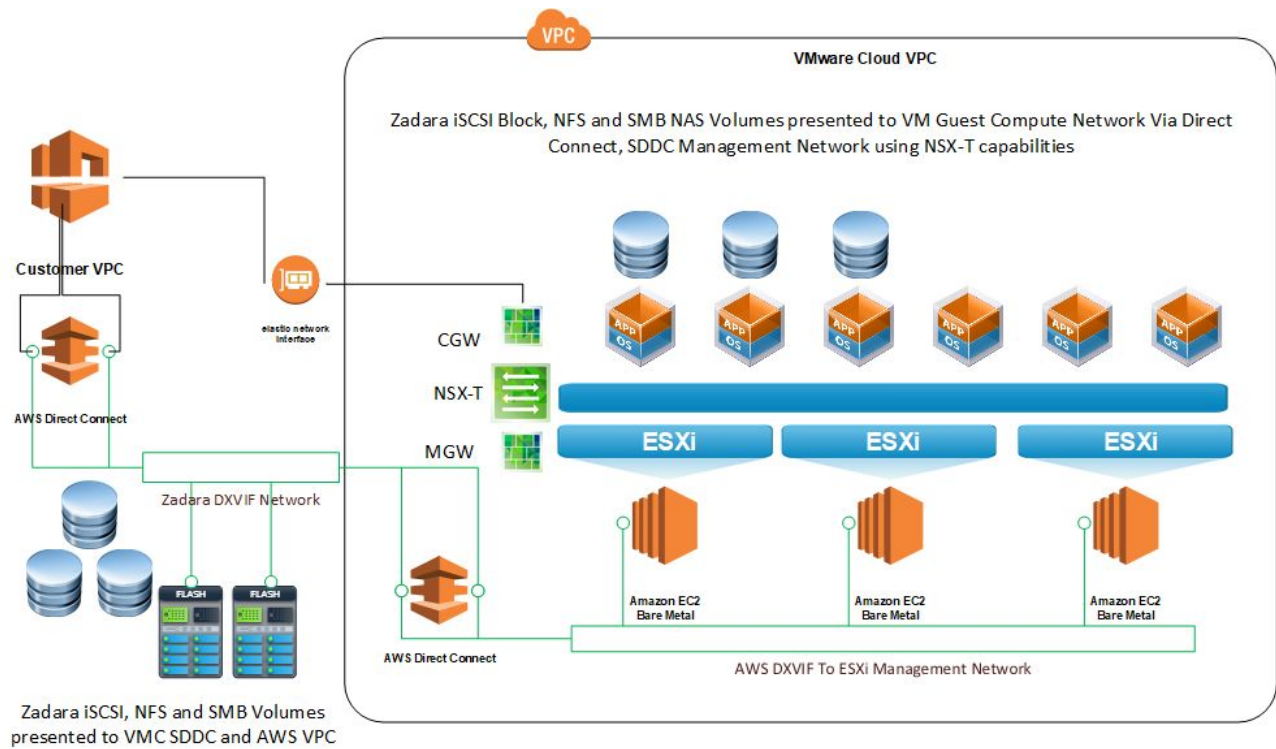 VPC
VMware Cloud VPC
Zadara iSCSI Block, NFS and SMB NAS Volumes presented to VM Guest Compute Network Via Direct
Connect, SDDC Management Network using NSX-T capabilities
Customer VPC
elastic network
interface
AWS Direct Connect
CGW
NSX-T
MGW
APP
OS
APP
OS
APP
OS
APP
OS
APP
OS
APP
OS
ESXi
ESXi
ESXi
Zadara DXVIF Network
FLASH
FLASH
AWS Direct Connect
Amazon EC2
Bare Metal
Amazon EC2
Bare Metal
Amazon EC2
Bare Metal
AWS DXVIF To ESXi Management Network
Zadara iSCSI, NFS and SMB Volumes
presented to VMC SDDC and AWS VPC